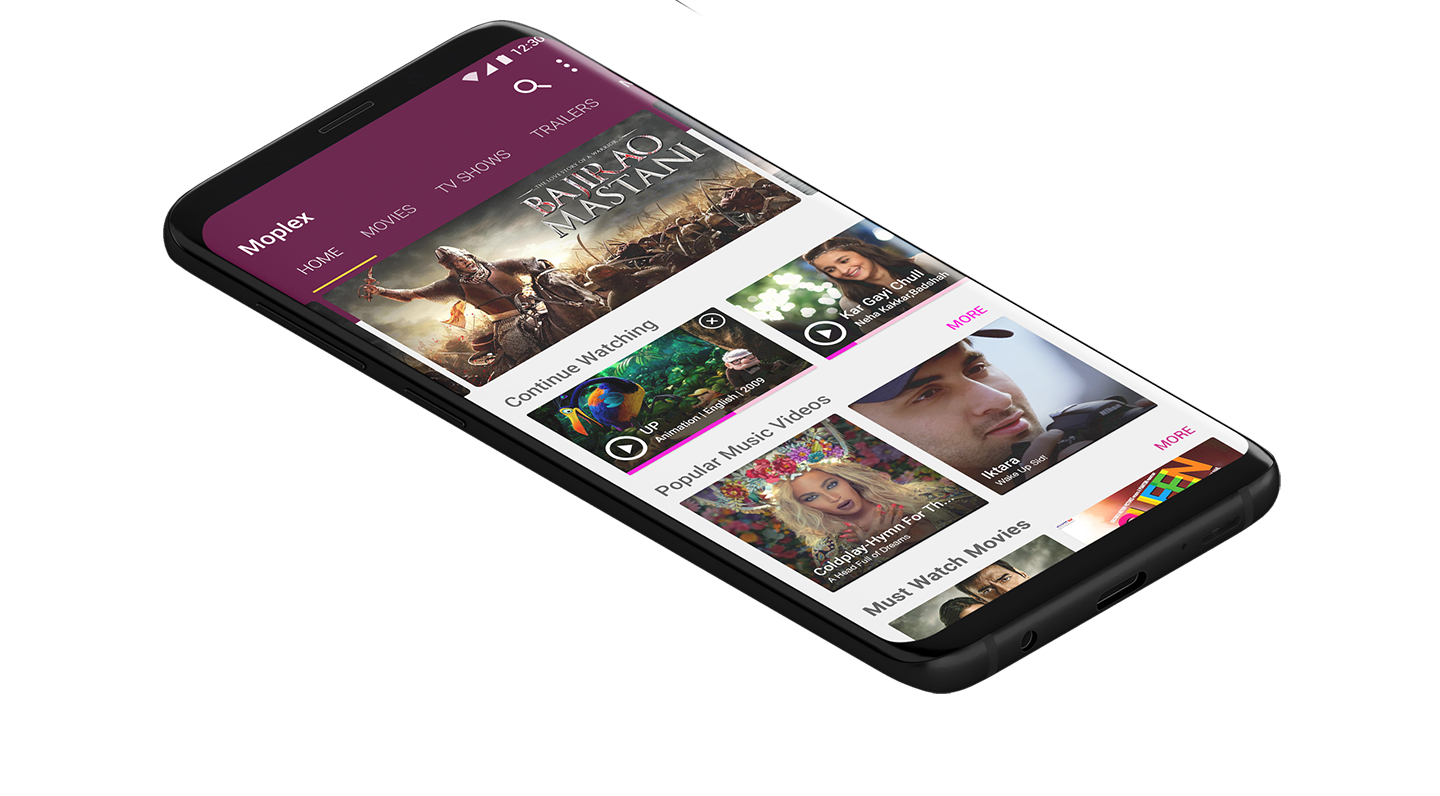 12:30
Moplex
HOME
MOVIES
TV SHOWS
TRAILERS
THE LOVE STORY OF A WARRIOR
BAJIRAO
MASTANI
Continue Watching
UP
Animation | English | 2009
Kar Gayi Chull
Neha Kakkar,Badshah
Popular Music Videos
MORE
Coldplay-Hymn For Th...
A Head Full of Dreams
Iktara
Wake Up Sid!
Must Watch Movies
MORE
QUEEN